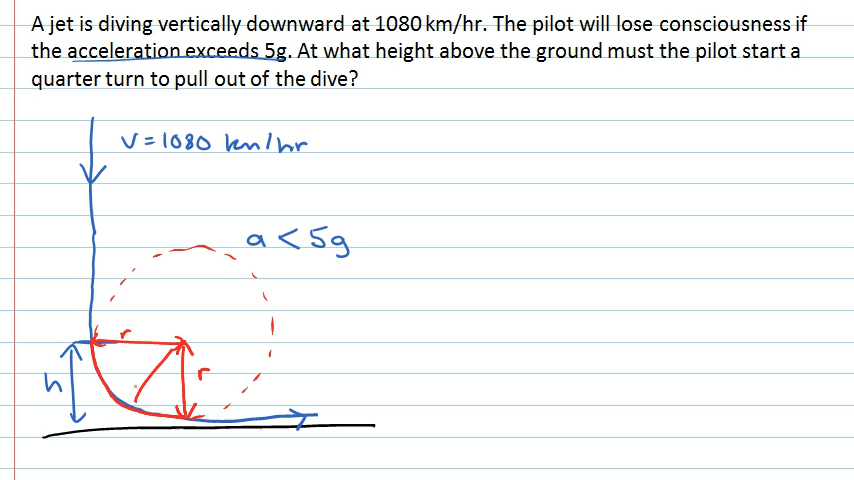 A jet is diving vertically downward at 1080 km/hr. The pilot will lose consciousness if
the acceleration exceeds 5g. At what height above the ground must the pilot start a
quarter turn to pull out of the dive?
v = 1080 km/hr
a < 5g
r
r
h